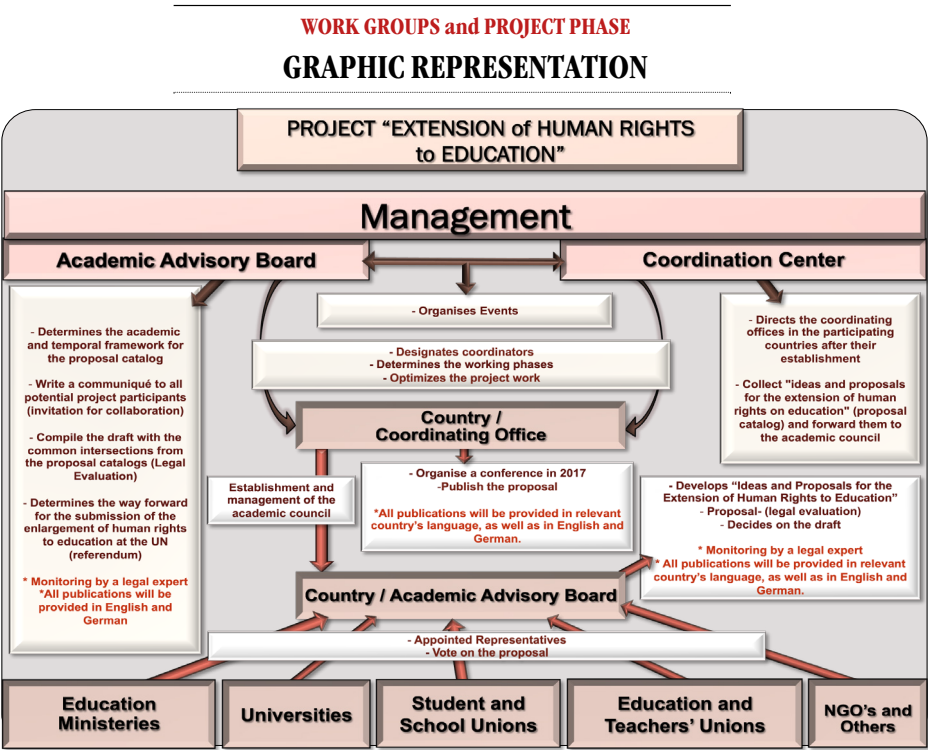 WORK GROUPS and PROJECT PHASE
GRAPHIC REPRESENTATION
PROJECT “EXTENSION of HUMAN RIGHTS
to EDUCATION”
Management
Academic Advisory Board
Coordination Center
- Determines the academic
and temporal framework for
the proposal catalog
- Write a communiqué to all
potential project participants
(invitation for collaboration)
- Compile the draft with the
common intersections from
the proposal catalogs (Legal
Evaluation)
- Determines the way forward
for the submission of the
enlargement of human rights
to education at the UN
(referendum)
* Monitoring by a legal expert
*All publications will be
provided in English and
German
- Organises Events
- Designates coordinators
- Determines the working phases
- Optimizes the project work
- Directs the coordinating
offices in the participating
countries after their
establishment
- Collect "ideas and proposals
for the extension of human
rights on education" (proposal
catalog) and forward them to
the academic council
Country /
Coordinating Office
Establishment and
management of the
academic council
- Organise a conference in 2017
-Publish the proposal
*All publications will be provided in relevant
country's language, as well as in English and
German.
- Develops “Ideas and Proposals for the
Extension of Human Rights to Education”
- Proposal- (legal evaluation)
- Decides on the draft
* Monitoring by a legal expert
* All publications will be provided in relevant
country's language, as well as in English and
German.
Country / Academic Advisory Board
- Appointed Representatives
- Vote on the proposal
Education
Ministeries
Universities
Student and
School Unions
Education and
Teachers’ Unions
NGO’s and
Others